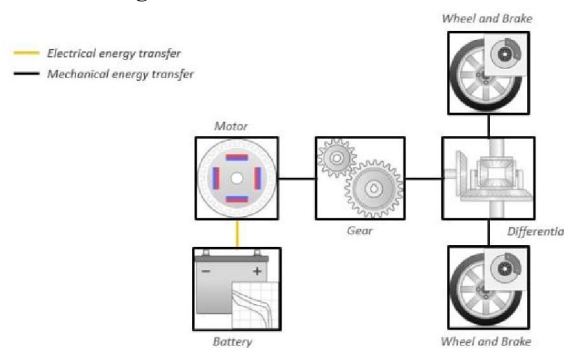 Wheel and Brake
Electrical energy transfer
Mechanical energy transfer
Motor
Gear
Differentia
Battery
Wheel and Brake